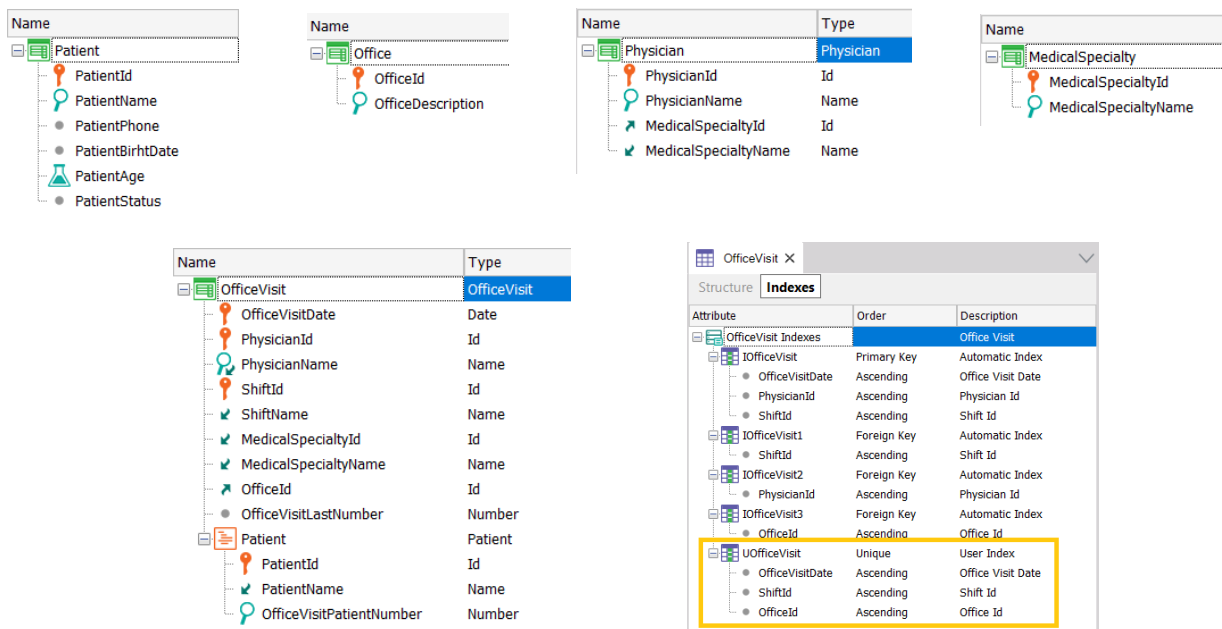 Name
Patient
PatientId
PatientName
PatientPhone
PatientBirhtDate
PatientAge
PatientStatus
Name
Office
OfficeId
OfficeDescription
Name Type
Physician Physician
PhysicianId Id
PhysicianName Name
MedicalSpecialtyId Id
MedicalSpecialtyName Name
Name
MedicalSpecialty
MedicalSpecialtyId
MedicalSpecialtyName
Name Type
OfficeVisit OfficeVisit
OfficeVisitDate Date
PhysicianId Id
PhysicianName Name
ShiftId Id
ShiftName Name
MedicalSpecialtyId Id
MedicalSpecialtyName Name
OfficeId Id
OfficeVisitLastNumber Number
Patient Patient
PatientId Id
PatientName Name
OfficeVisitPatientNumber Number
OfficeVisit X
Structure Indexes
Attribute Order Description
OfficeVisit Indexes Office Visit
IOfficeVisit Primary Key Automatic Index
OfficeVisitDate Ascending Office Visit Date
PhysicianId Ascending Physician Id
ShiftId Ascending Shift Id
IOfficeVisit1 Foreign Key Automatic Index
ShiftId Ascending Shift Id
IOfficeVisit2 Foreign Key Automatic Index
PhysicianId Ascending Physician Id
IOfficeVisit3 Foreign Key Automatic Index
OfficeId Ascending Office Id
UOfficeVisit Unique User Index
OfficeVisitDate Ascending Office Visit Date
ShiftId Ascending Shift Id
OfficeId Ascending Office Id